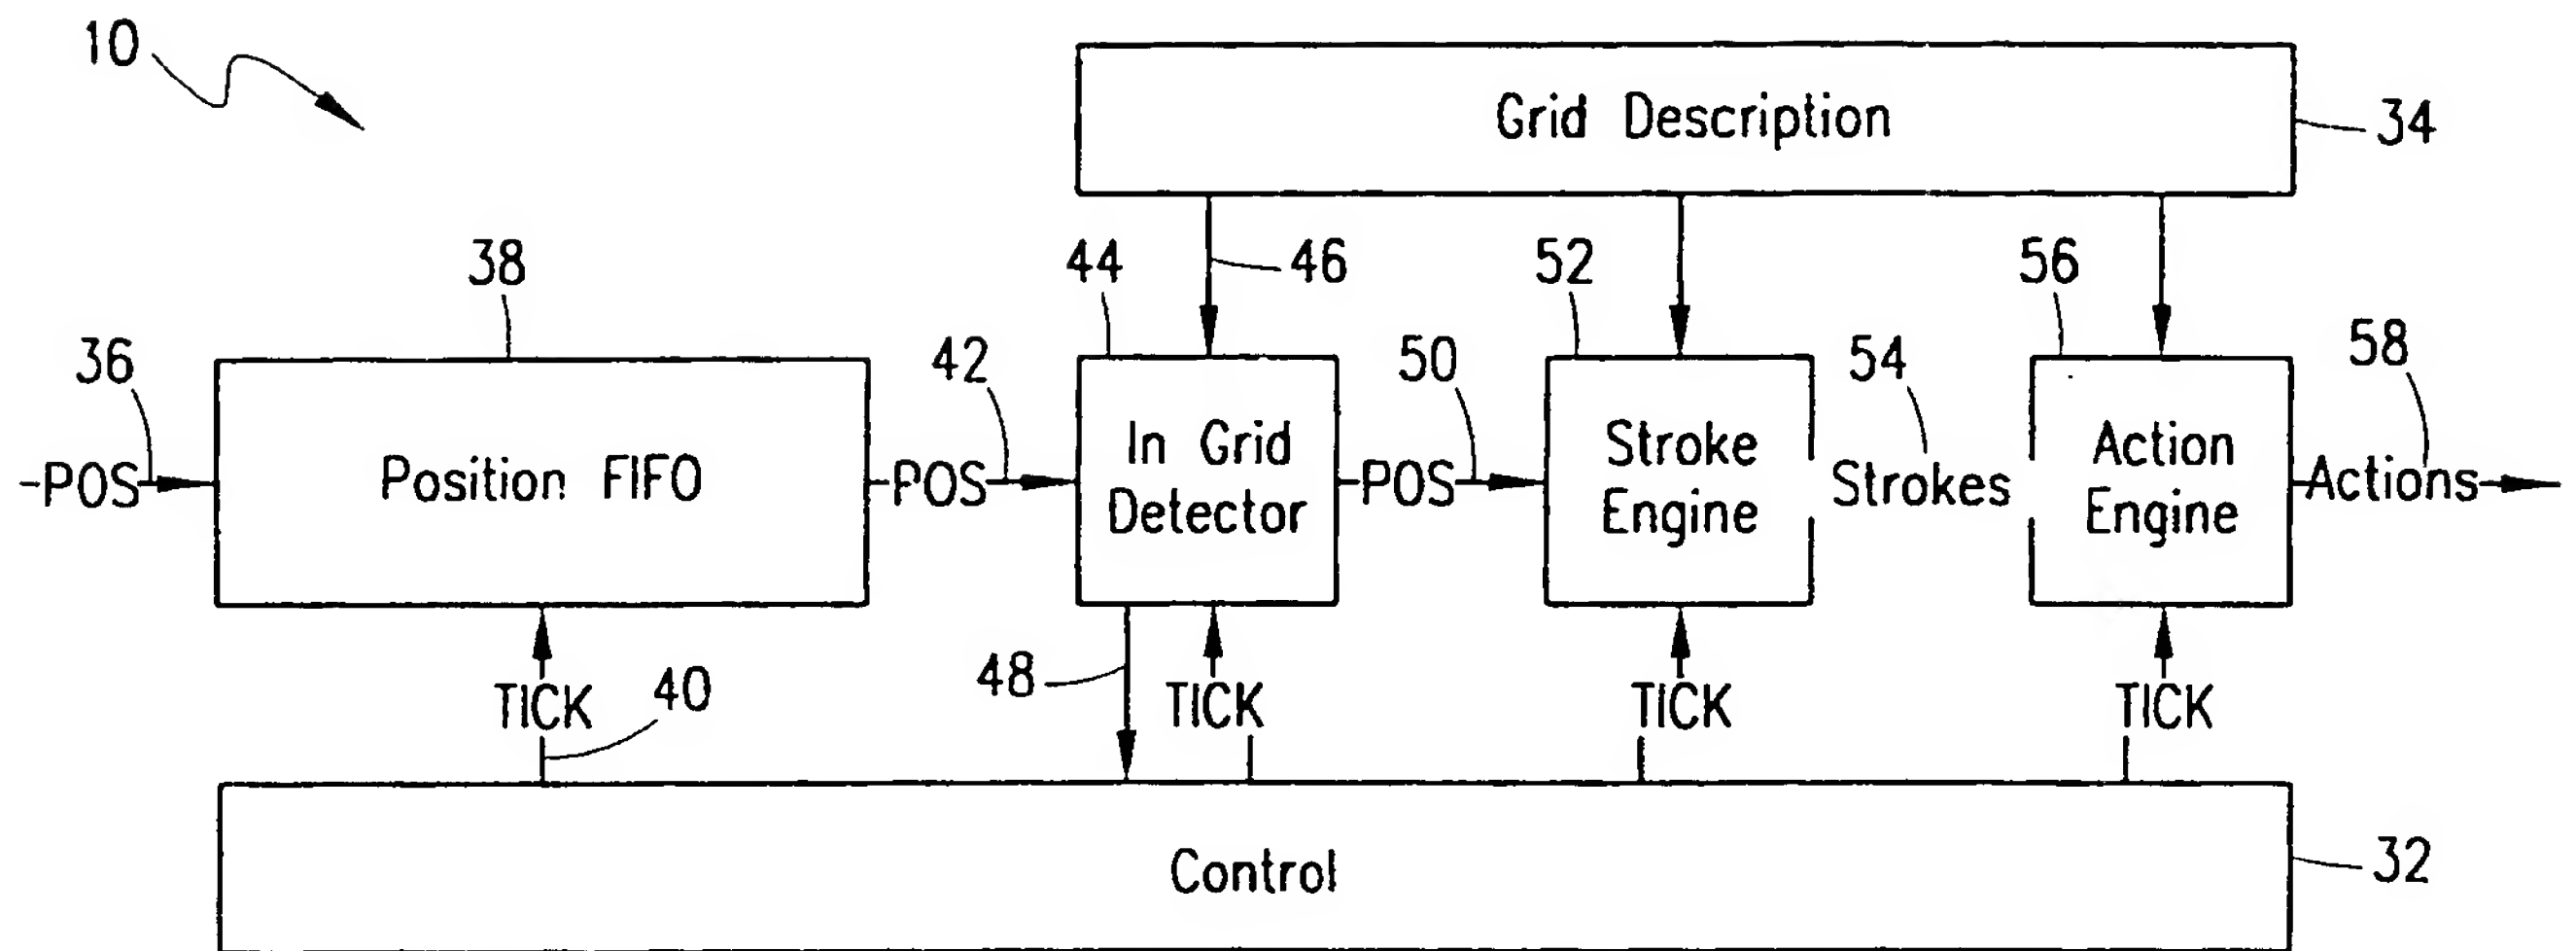 10
Grid Description
34
38
44
46
52
56
36
42
50
54
58
-POS
Position FIFO
POS
In Grid
Detector
POS
Stroke
Engine
Strokes
Action
Engine
Actions
48
40
TICK
TICK
TICK
TICK
Control
32